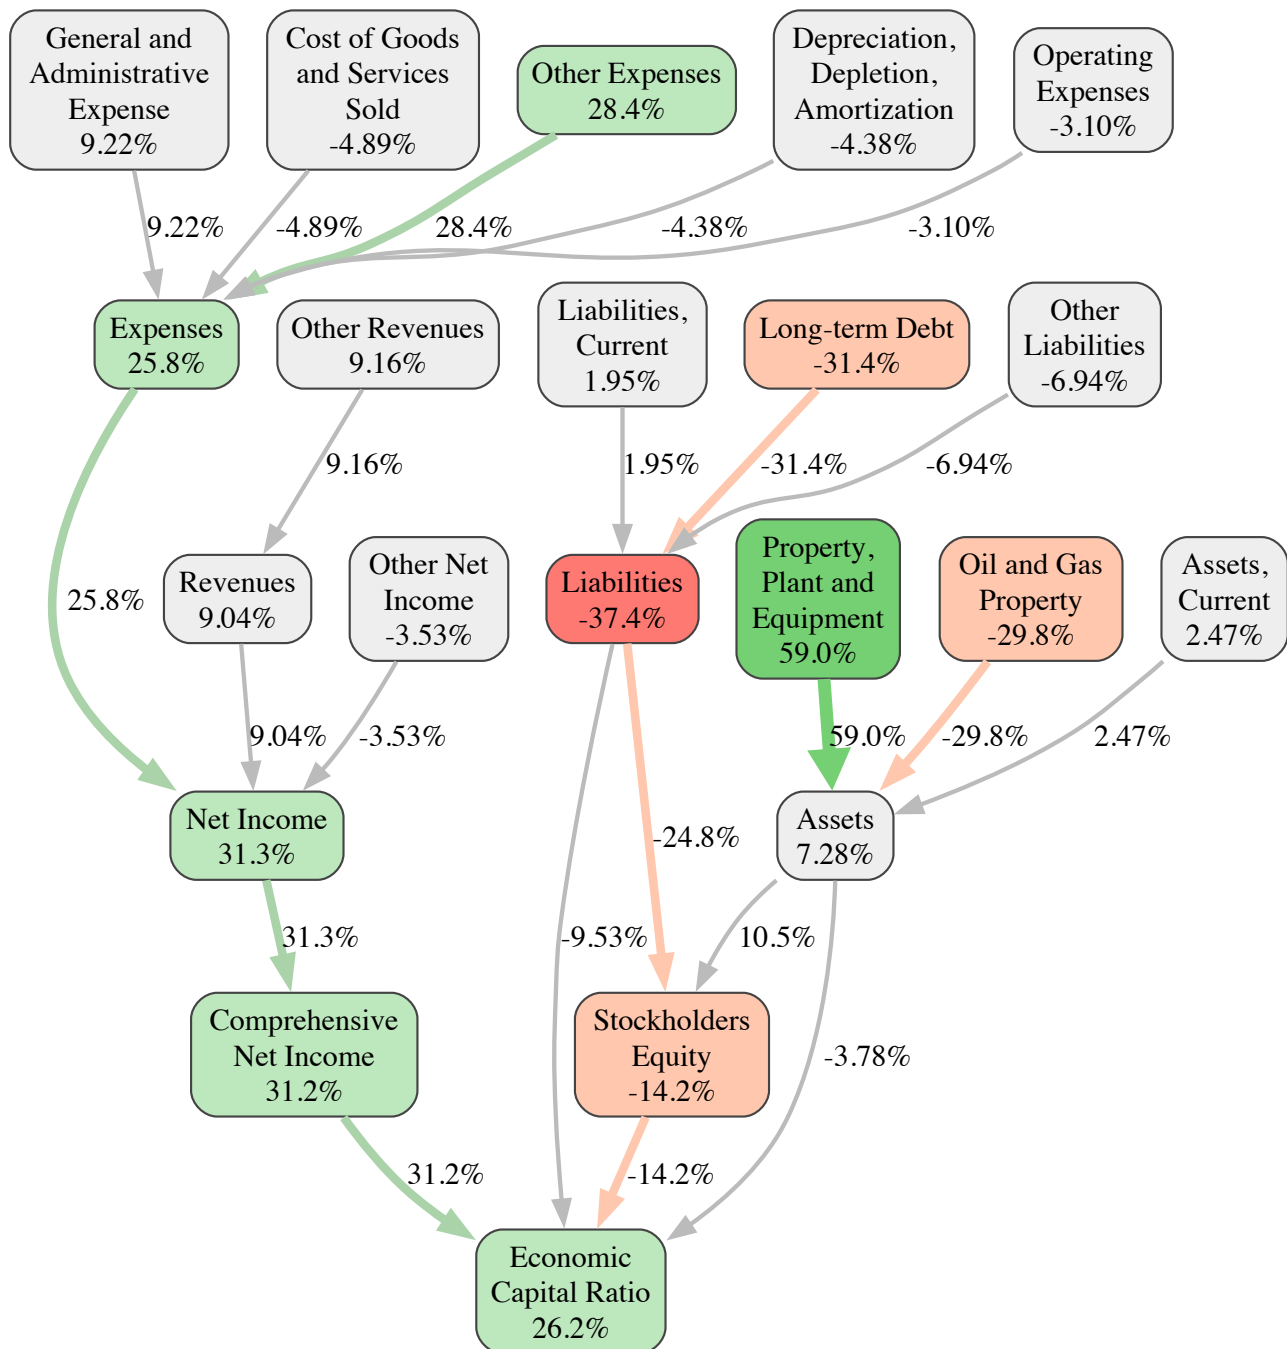 General and
Administrative
Expense
9.22%
Cost of Goods
and Services
Sold
-4.89%
Other Expenses
28.4%
Depreciation,
Depletion,
Amortization
-4.38%
Operating
Expenses
-3.10%
9.22%
-4.89%
28.4%
-4.38%
-3.10%
Expenses
25.8%
Other Revenues
9.16%
Liabilities,
Current
1.95%
Long-term Debt
-31.4%
Other
Liabilities
-6.94%
9.16%
1.95%
-31.4%
-6.94%
25.8%
Revenues
9.04%
Other Net
Income
-3.53%
Liabilities
-37.4%
Property,
Plant and
Equipment
59.0%
Oil and Gas
Property
-29.8%
Assets,
Current
2.47%
9.04%
-3.53%
59.0%
-29.8%
2.47%
Net Income
31.3%
-24.8%
Assets
7.28%
31.3%
-9.53%
10.5%
Comprehensive
Net Income
31.2%
Stockholders
Equity
-14.2%
-3.78%
31.2%
-14.2%
Economic
Capital Ratio
26.2%